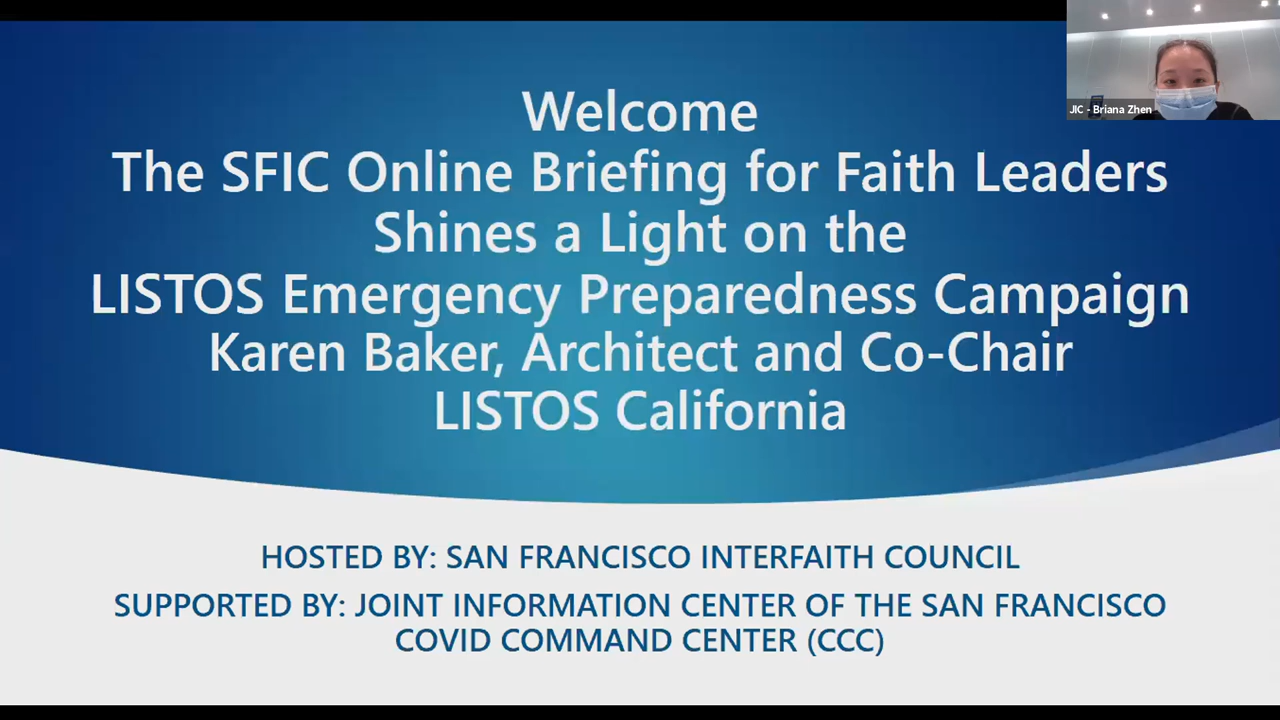 JIC - Briana Zhen
Welcome
The SFIC Online Briefing for Faith Leaders
Shines a Light on the
LISTOS Emergency Preparedness Campaign
Karen Baker, Architect and Co-Chair
LISTOS California
HOSTED BY: SAN FRANCISCO INTERFAITH COUNCIL
SUPPORTED BY: JOINT INFORMATION CENTER OF THE SAN FRANCISCO
COVID COMMAND CENTER (CCC)